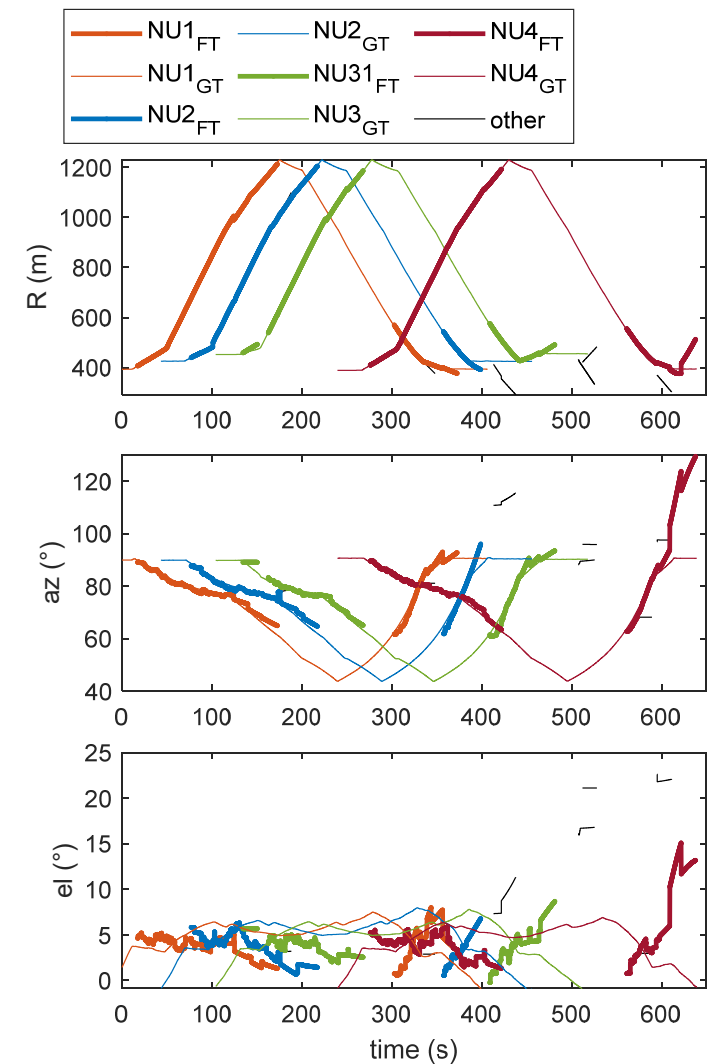 NU1FT NU2GT NU4FT
NU1GT NU31FT NU4GT
NU2FT NU3GT other
1200
1000
800
600
400
R (m)
0 100 200 300 400 500 600
120
100
80
60
40
az (°)
0 100 200 300 400 500 600
25
20
15
10
5
0
el (°)
0 100 200 300 400 500 600
time (s)